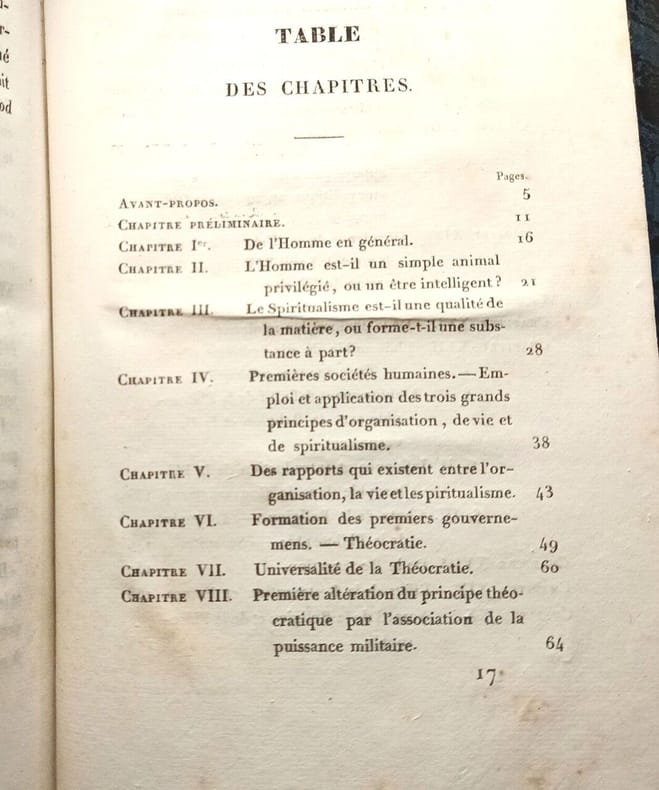 TABLE
DES CHAPITRES.
Pages.
AVANT-PROPOS. 5
CHAPITRE PRÉLIMINAIRE. 11
CHAPITRE Ier. De l'Homme en général. 16
CHAPITRE II. L'Homme est-il un simple animal
privilégié, ou un être intelligent? 21
CHAPITRE III. Le Spiritualisme est-il une qualité de
la matière, ou forme-t-il une subs-
tance à part? 28
CHAPITRE IV. Premières sociétés humaines. — Em-
ploi et application des trois grands
principes d'organisation, de vie et
de spiritualisme. 38
CHAPITRE V. Des rapports qui existent entre l'or-
ganisation, la vie et les piritualisme. 43
CHAPITRE VI. Formation des premiers gouverne-
mens. — Théocratie. 49
CHAPITRE VII. Universalité de la Théocratie. 60
CHAPITRE VIII. Première altération du principe théo-
cratique par l'association de la
puissance militaire. 64
17